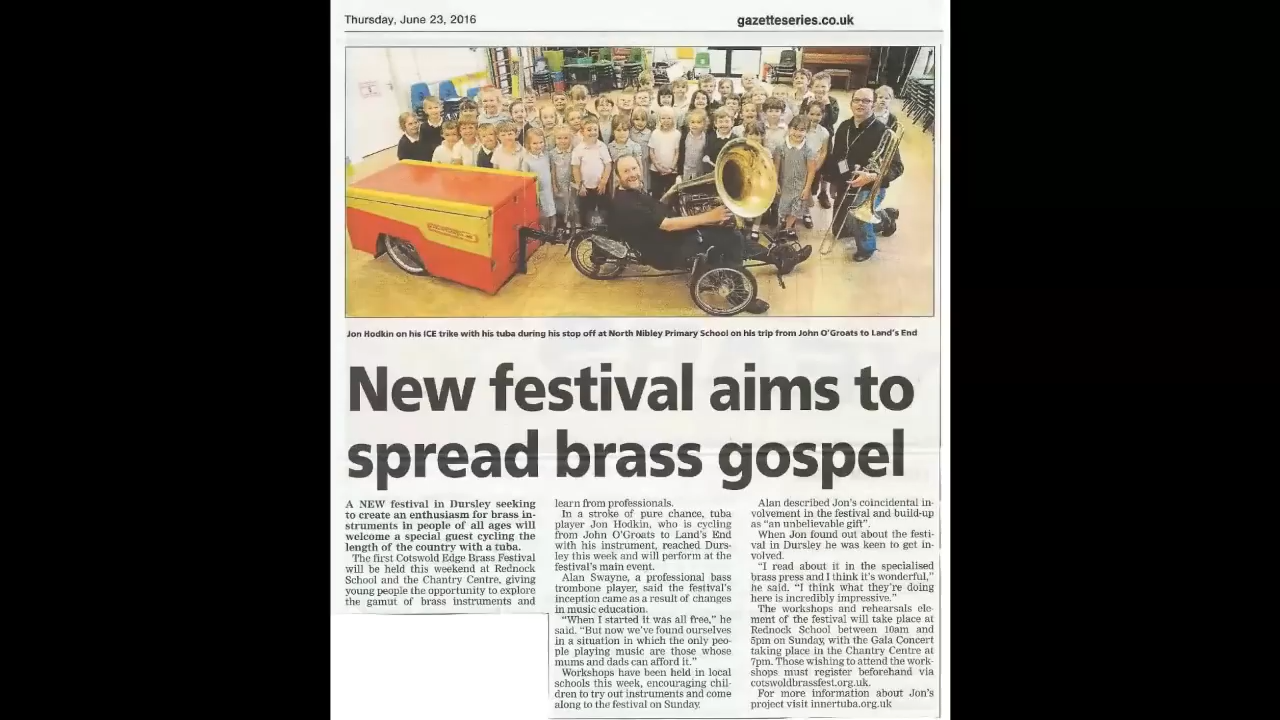 Thursday, June 23, 2016
gazetteseries.co.uk
Jon Hodkin on his ICE trike with his tuba during his stop off at North Nibley Primary School on his trip from John O'Groats to Land's End
New festival aims to
spread brass gospel
A NEW festival in Dursley seeking
to create an enthusiasm for brass in-
struments in people of all ages will
welcome a special guest cycling the
length of the country with a tuba.
The first Cotswold Edge Brass Festival
will be held this weekend at Rednock
School and the Chantry Centre, giving
young people the opportunity to explore
the gamut of brass instruments and
learn from professionals.
In a stroke of pure chance, tuba
player Jon Hodkin, who is cycling
from John O'Groats to Land's End
with his instrument, reached Durs-
ley this week and will perform at the
festival's main event.
Alan Swayne, a professional bass
trombone player, said the festival's
inception came as a result of changes
in music education.
"When I started it was all free," he
said. "But now we've found ourselves
in a situation in which the only peo-
ple playing music are those whose
mums and dads can afford it."
Workshops have been held in local
schools this week, encouraging chil-
dren to try out instruments and come
along to the festival on Sunday.
Alan described Jon's coincidental in-
volvement in the festival and build-up
as "an unbelievable gift".
When Jon found out about the festi-
val in Dursley he was keen to get in-
volved.
"I read about it in the specialised
brass press and I think it's wonderful,"
he said. "I think what they're doing
here is incredibly impressive."
The workshops and rehearsals ele-
ment of the festival will take place at
Rednock School between 10am and
5pm on Sunday, with the Gala Concert
taking place in the Chantry Centre at
7pm. Those wishing to attend the work-
shops must register beforehand via
cotswoldbrassfest.org.uk.
For more information about Jon's
project visit innertuba.org.uk